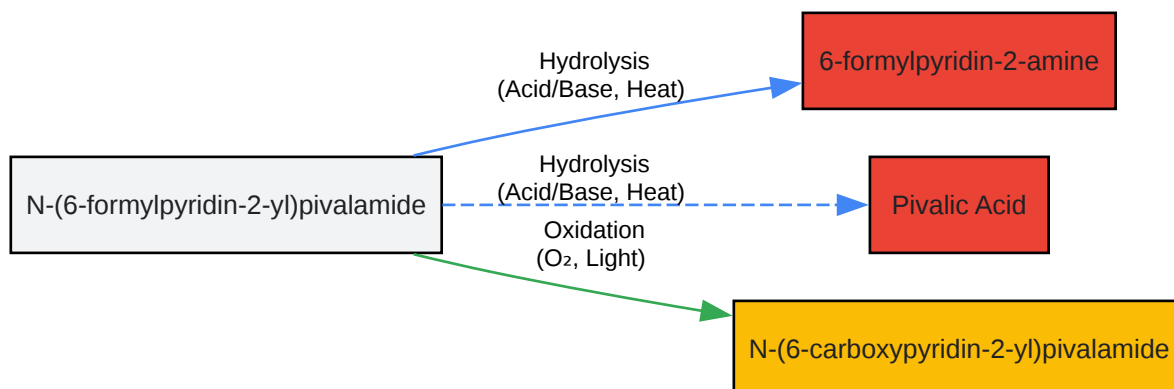 6-formylpyridin-2-amine
Hydrolysis
(Acid/Base, Heat)
N-(6-formylpyridin-2-yl)pivalamide
Hydrolysis
(Acid/Base, Heat)
Pivalic Acid
Oxidation
(O₂, Light)
N-(6-carboxypyridin-2-yl)pivalamide